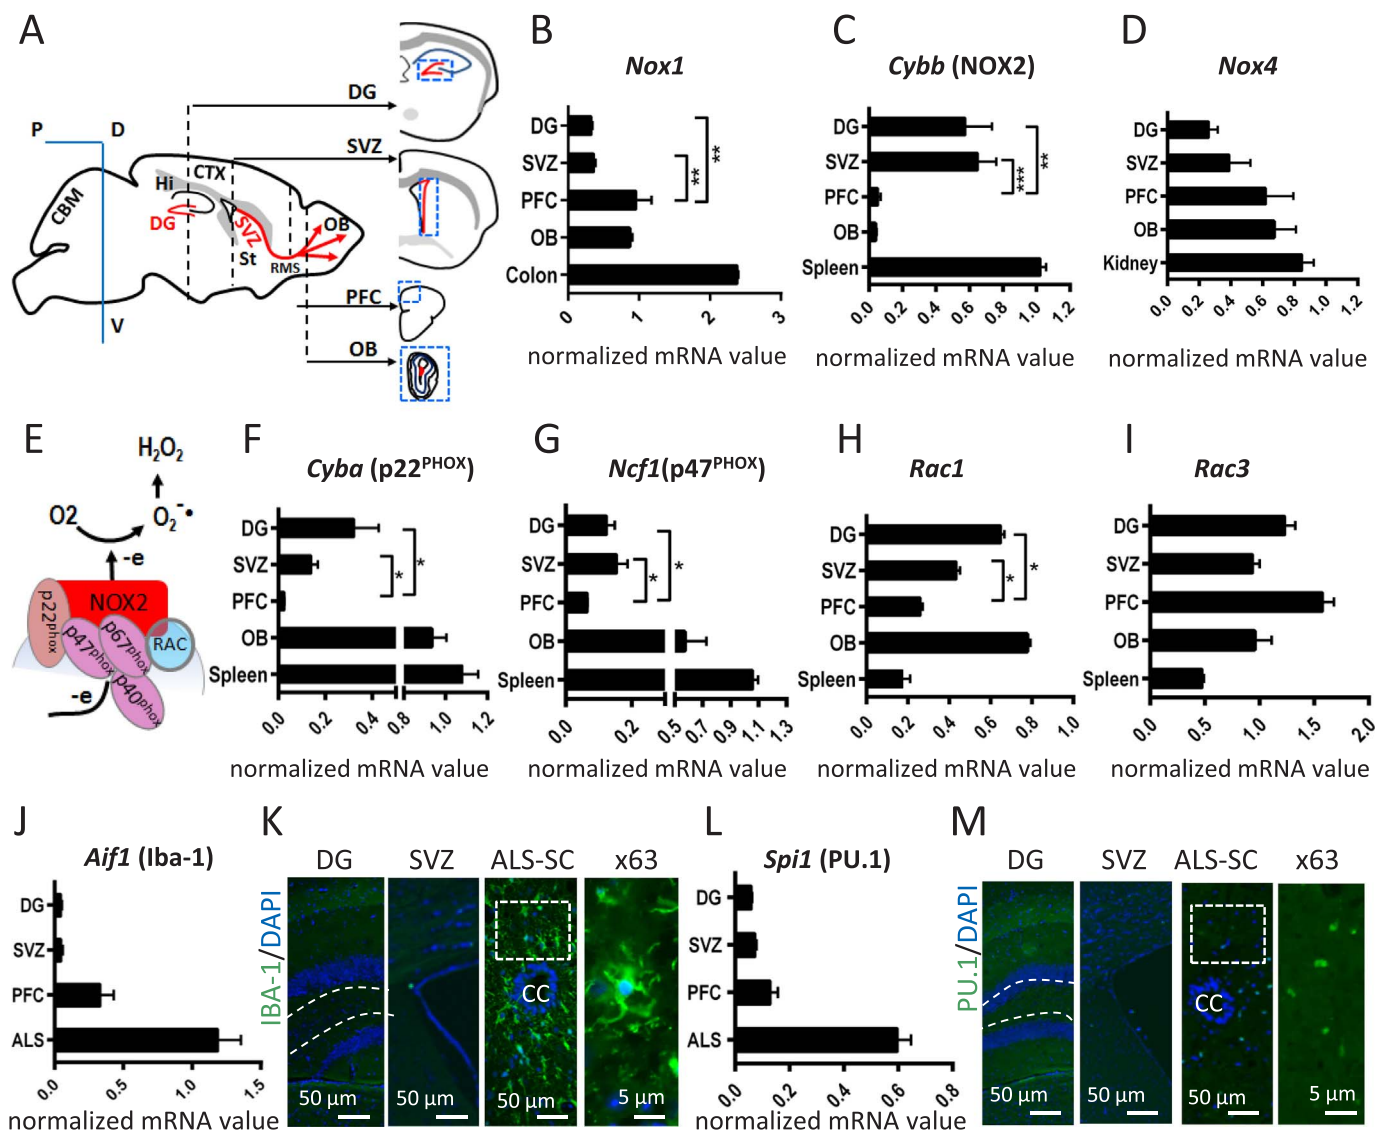 A
P
D
CBM
Hi
CTX
DG
SVZ
St
RMS
OB
V
DG
SVZ
PFC
OB
B
Nox1
DG
SVZ
PFC
OB
Colon
**
**
0 1 2 3
normalized mRNA value
C
Cybb (NOX2)
DG
SVZ
PFC
OB
Spleen
***
**
0.0 0.2 0.4 0.6 0.8 1.0 1.2
normalized mRNA value
D
Nox4
DG
SVZ
PFC
OB
Kidney
0.0 0.2 0.4 0.6 0.8 1.0 1.2
normalized mRNA value
E
H2O2
O2
O2-•
-e
NOX2
p22phox
p47phox
p67phox
RAC
p40phox
-e
F
Cyba (p22PHOX)
DG
SVZ
PFC
OB
Spleen
*
*
0.0 0.2 0.4 0.8 1.0 1.2
normalized mRNA value
G
Ncf1(p47PHOX)
DG
SVZ
PFC
OB
Spleen
*
*
0.0 0.2 0.5 0.7 0.9 1.1 1.3
normalized mRNA value
H
Rac1
DG
SVZ
PFC
OB
Spleen
*
*
0.0 0.2 0.4 0.6 0.8 1.0
normalized mRNA value
I
Rac3
DG
SVZ
PFC
OB
Spleen
0.0 0.5 1.0 1.5 2.0
normalized mRNA value
J
Aif1 (Iba-1)
DG
SVZ
PFC
ALS
0.0 0.5 1.0 1.5
normalized mRNA value
K
DG SVZ ALS-SC x63
IBA-1/DAPI
CC
50 µm 50 µm 50 µm 5 µm
L
Spi1 (PU.1)
DG
SVZ
PFC
ALS
0.0 0.2 0.4 0.6 0.8
normalized mRNA value
M
DG SVZ ALS-SC x63
PU.1/DAPI
CC
50 µm 50 µm 50 µm 5 µm